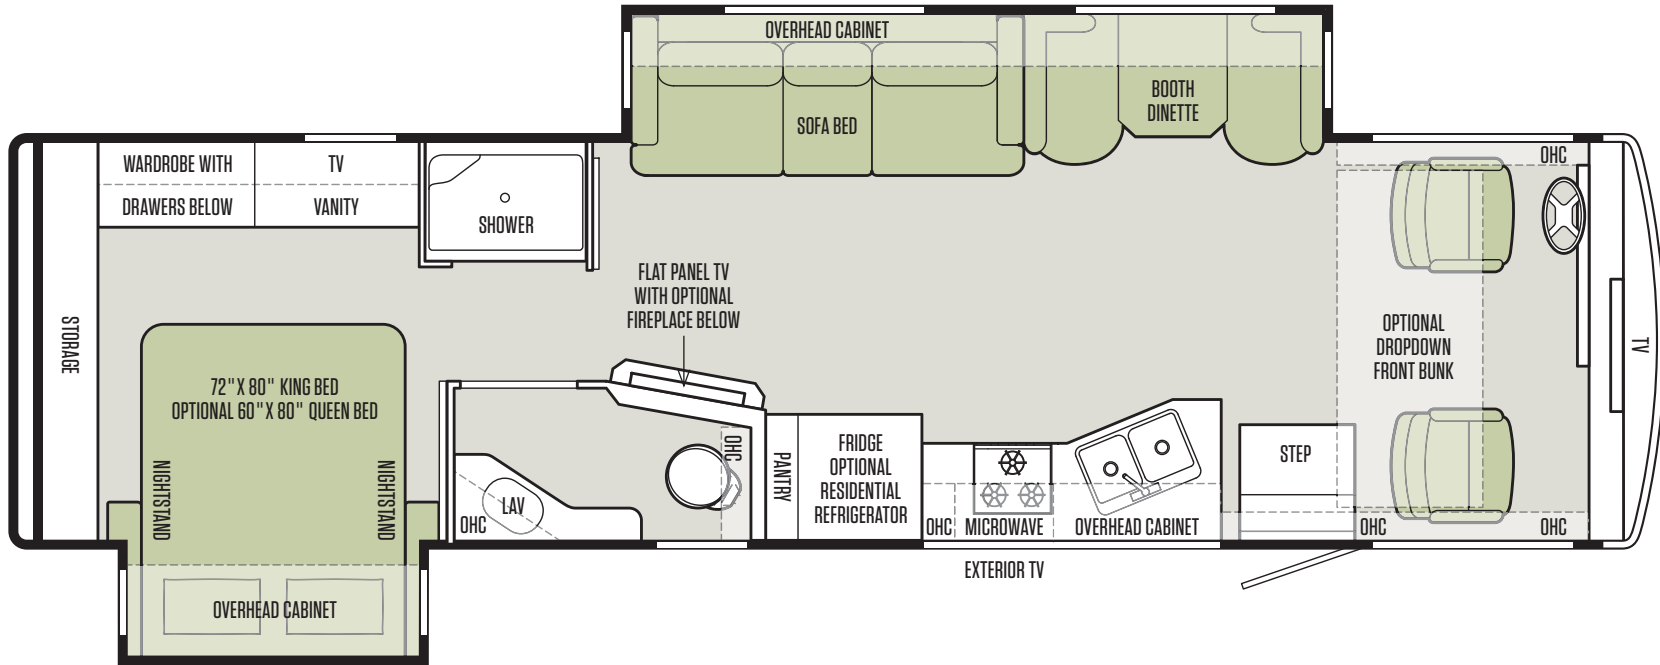 OVERHEAD CABINET
SOFA BED
BOOTH
DINETTE
WARDROBE WITH
DRAWERS BELOW
TV
VANITY
SHOWER
OHC
STORAGE
FLAT PANEL TV
WITH OPTIONAL
FIREPLACE BELOW
OPTIONAL
DROPDOWN
FRONT BUNK
TV
72" X 80" KING BED
OPTIONAL 60" X 80" QUEEN BED
NIGHTSTAND
NIGHTSTAND
OHC
LAV
OHC
PANTRY
FRIDGE
OPTIONAL
RESIDENTIAL
REFRIGERATOR
OHC
MICROWAVE
OVERHEAD CABINET
STEP
OHC
OHC
EXTERIOR TV
OVERHEAD CABINET